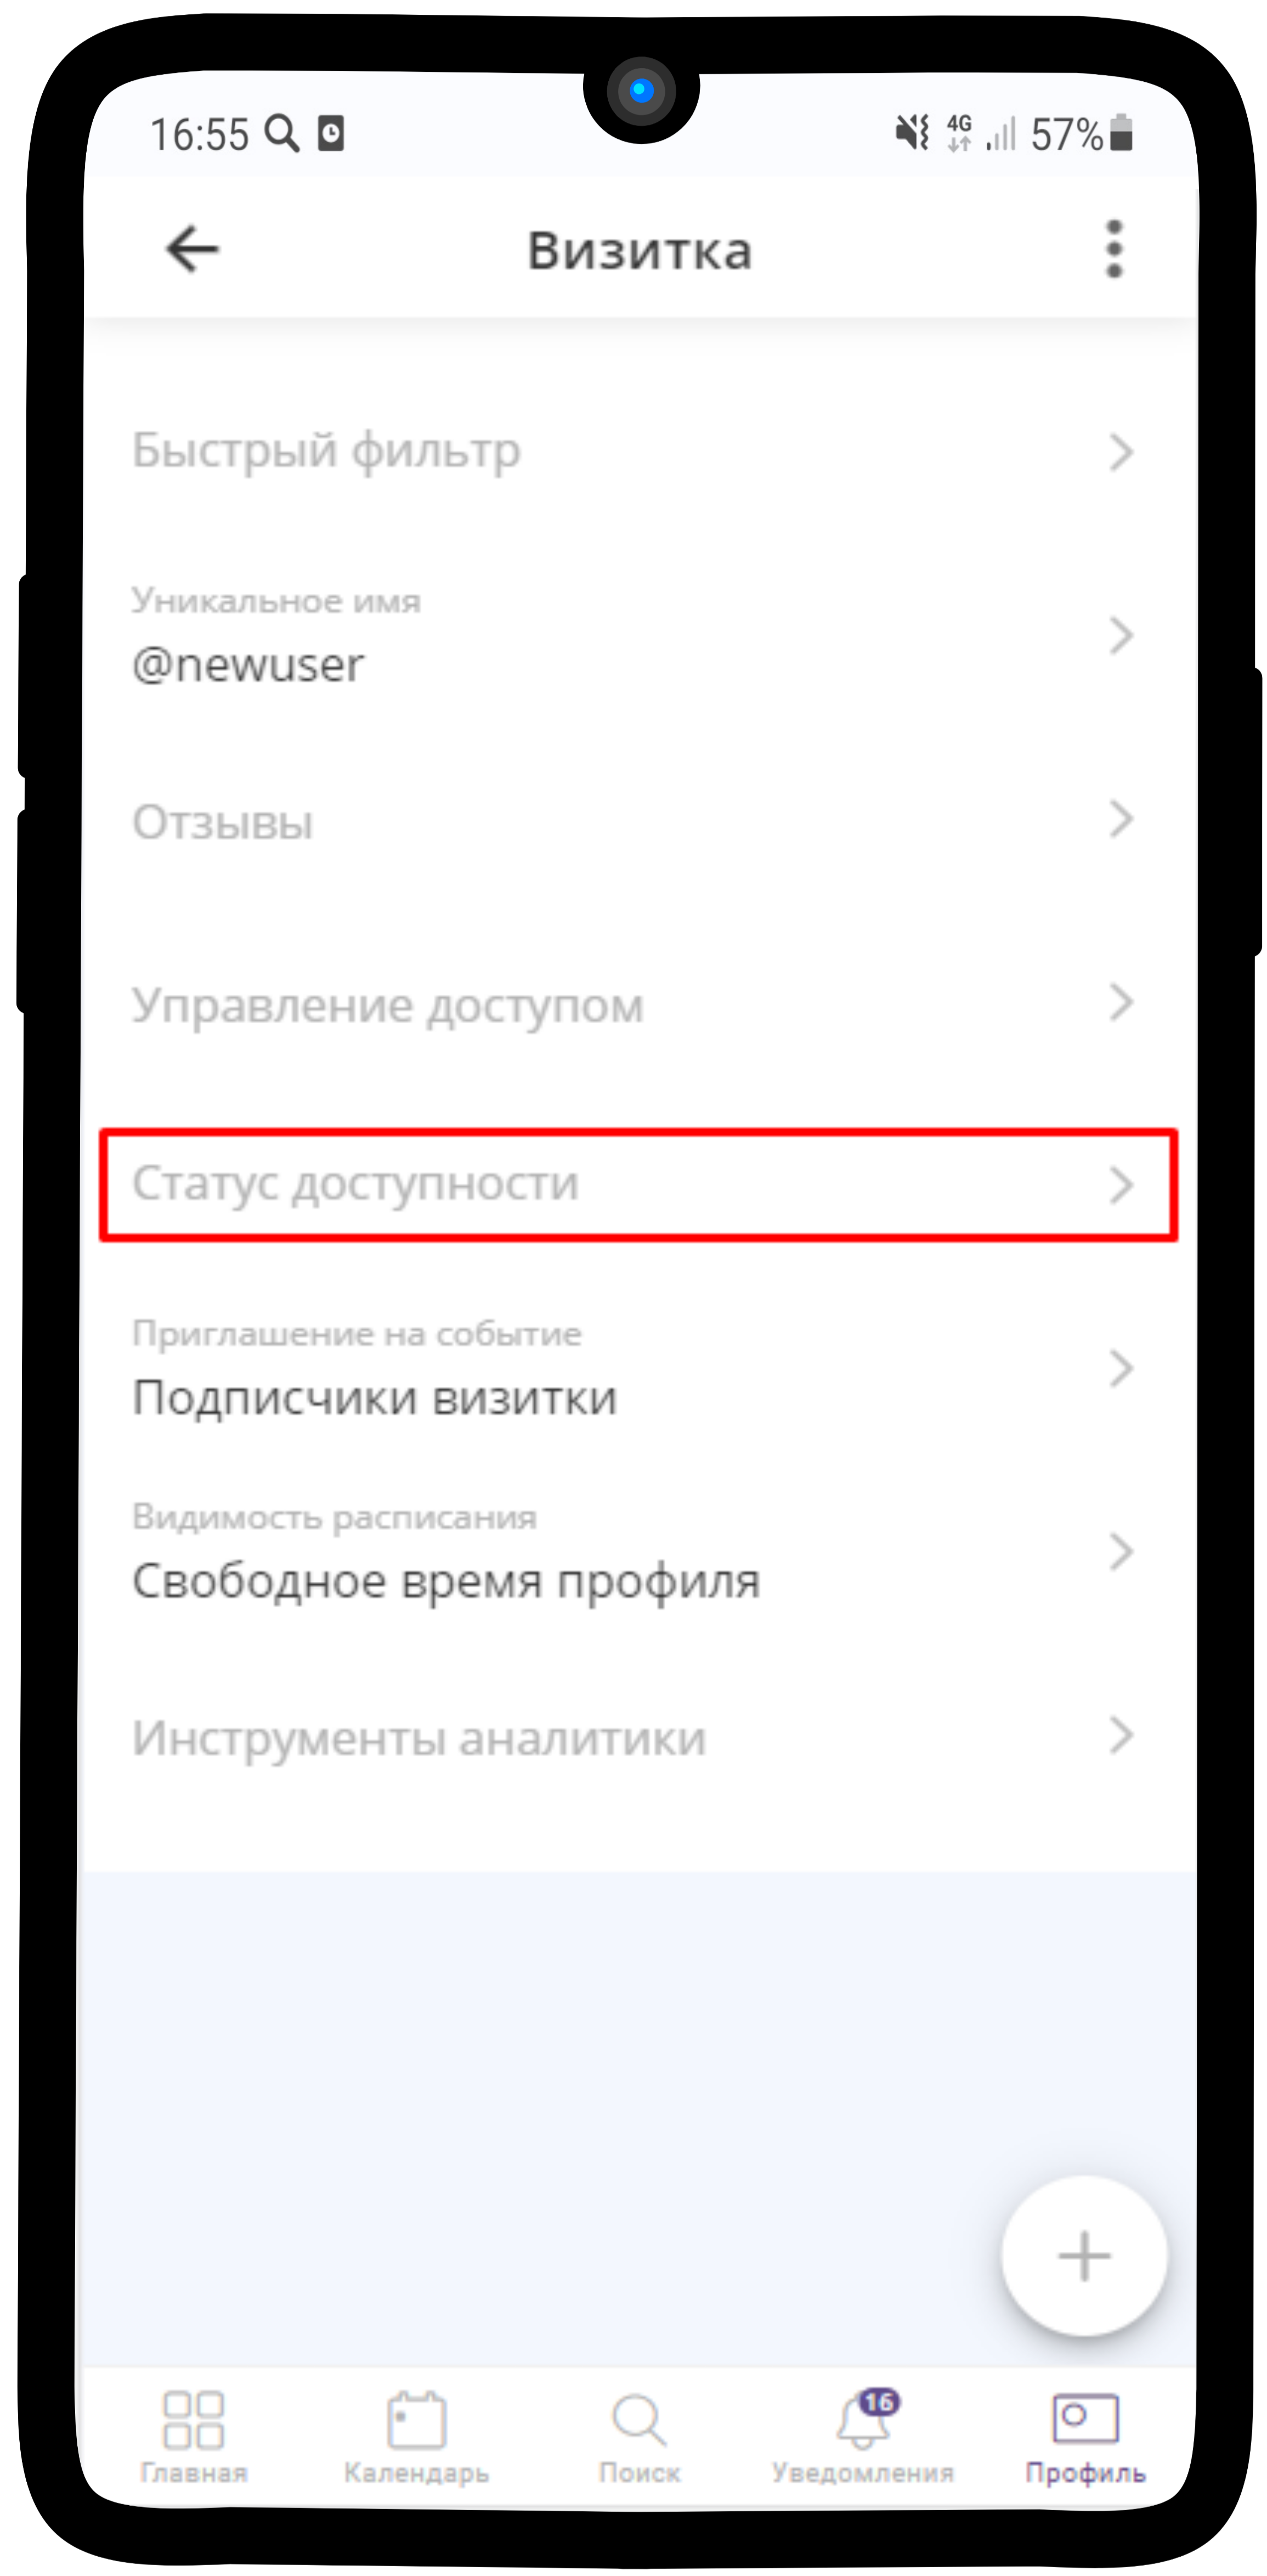 16:55 4G 57%
Визитка
Быстрый фильтр
Уникальное имя
@newuser
Отзывы
Управление доступом
Статус доступности
Приглашение на событие
Подписчики визитки
Видимость расписания
Свободное время профиля
Инструменты аналитики
16
Главная Календарь Поиск Уведомления Профиль